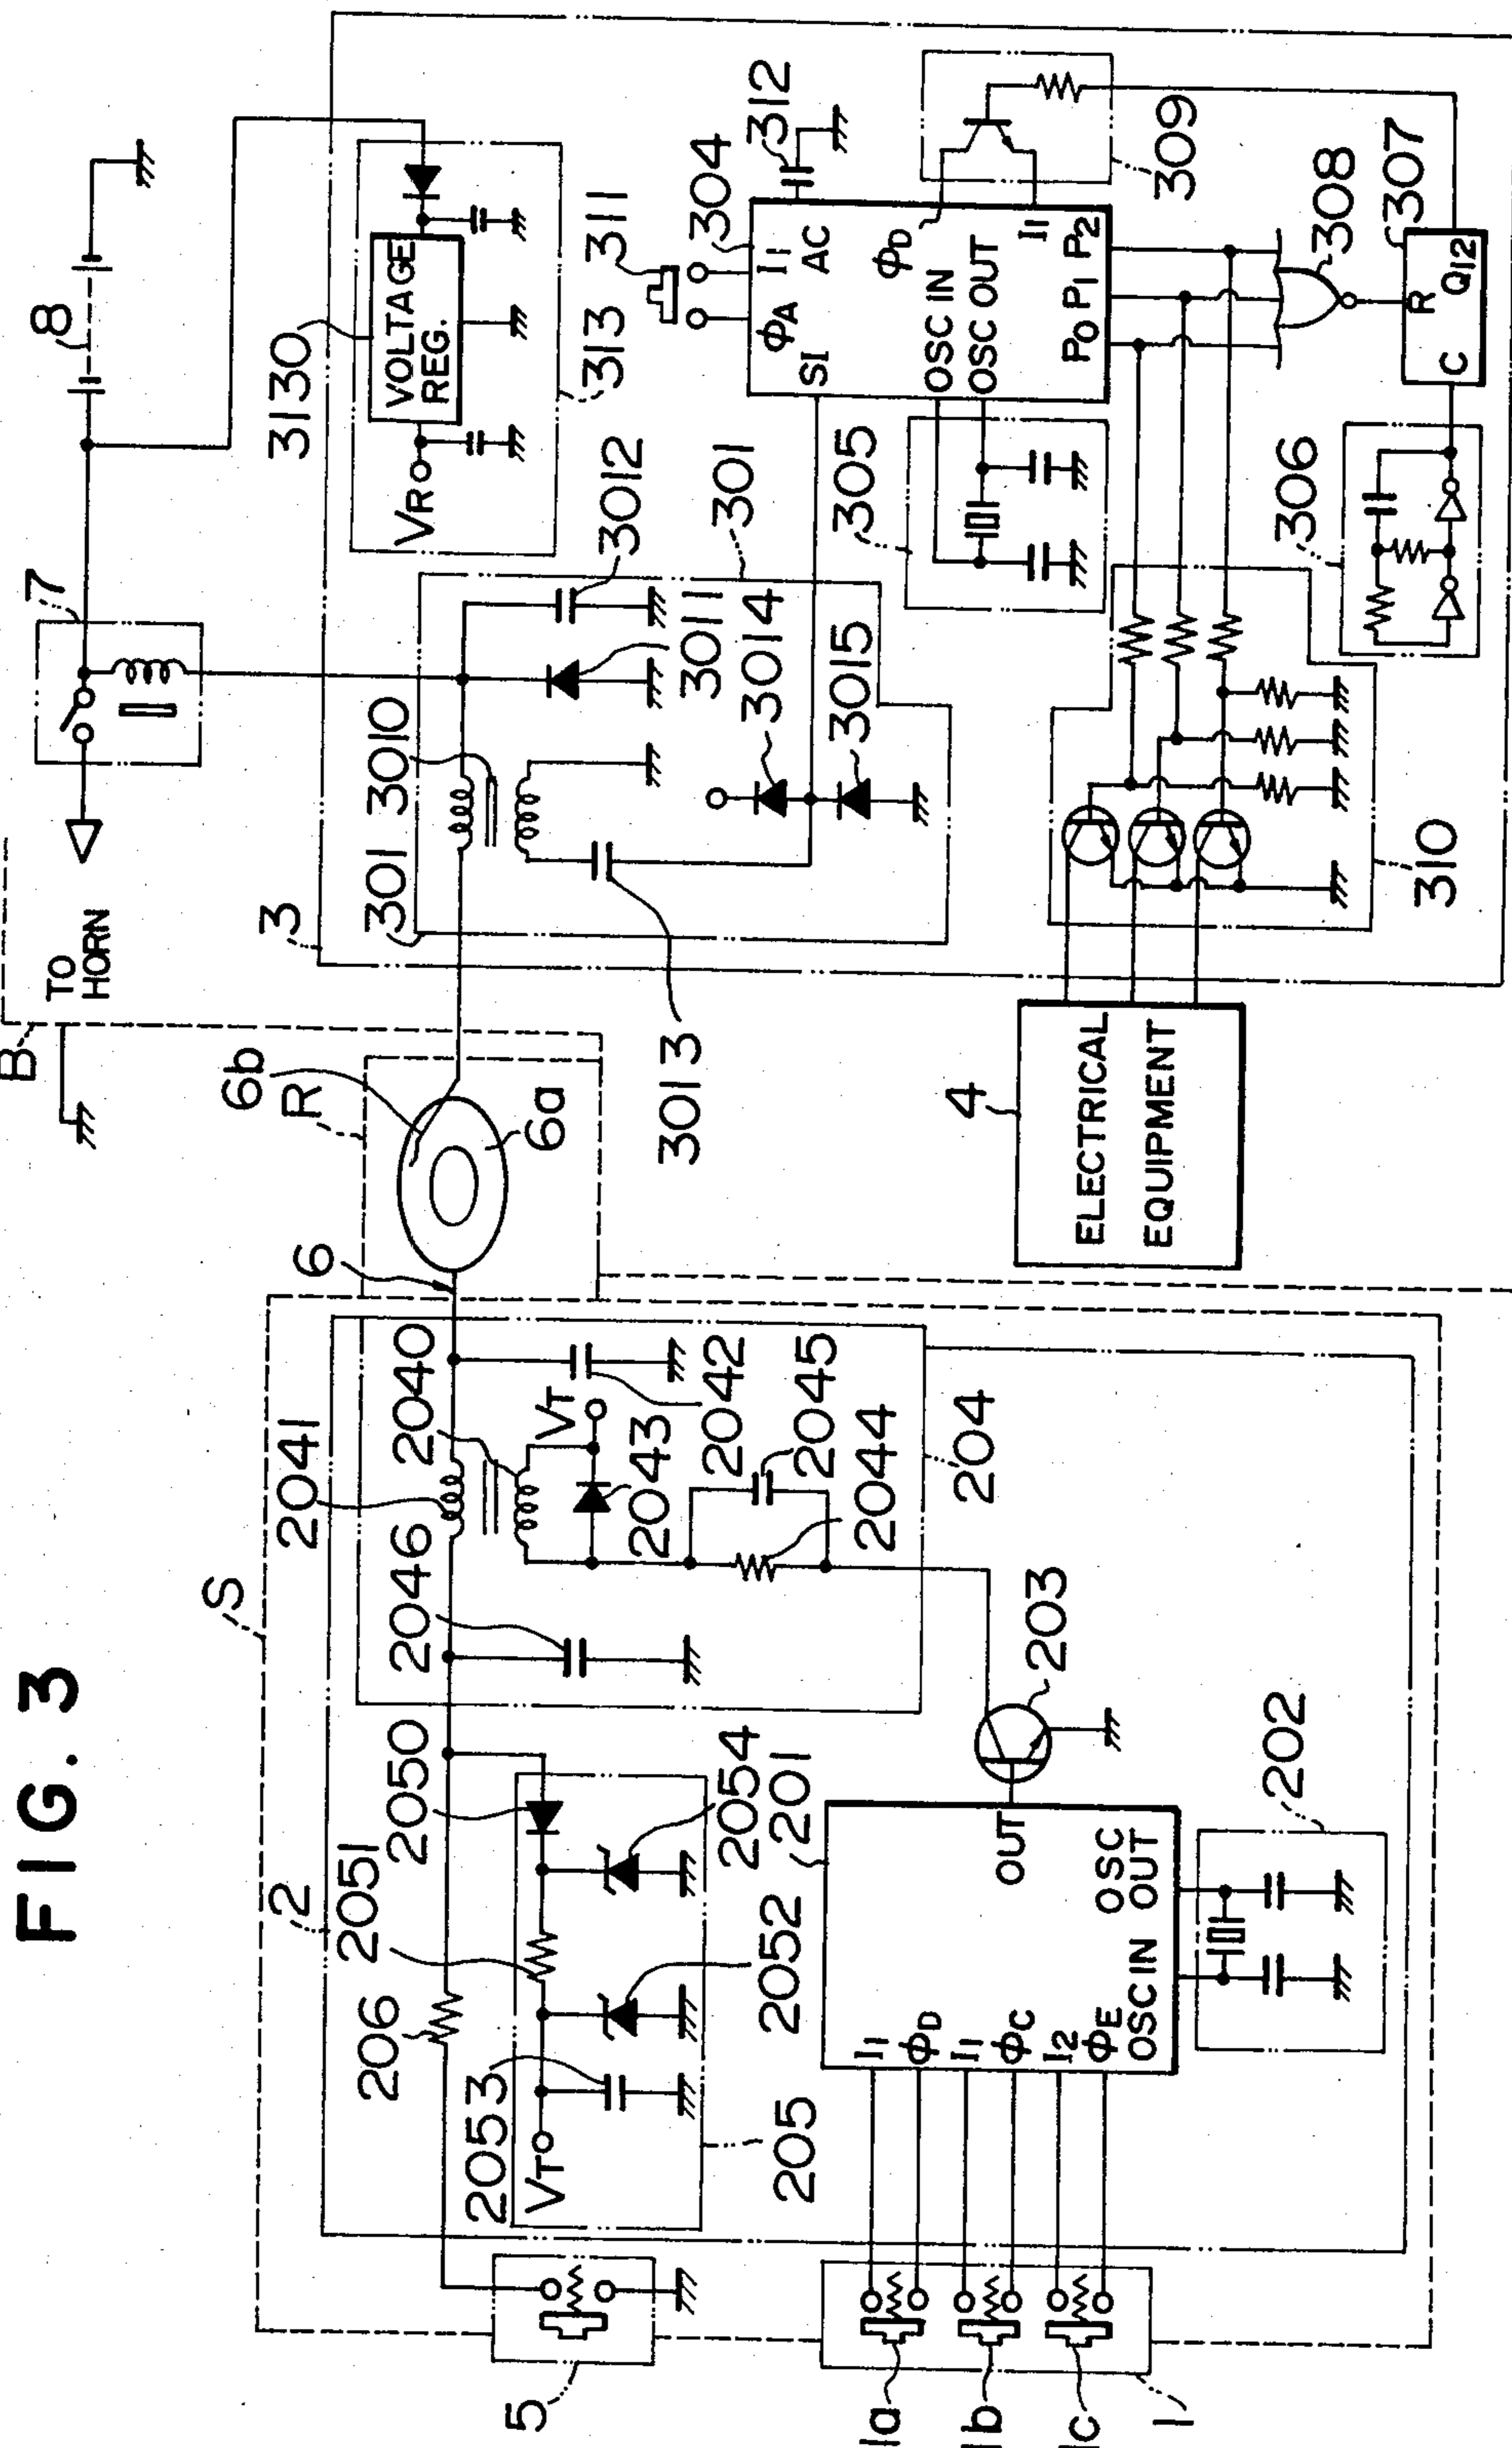 FIG. 3
B
TO
HORN
7
8
3
3130
VOLTAGE
REG.
VR
313
311
304
312
ΦA
I1
SI
AC
ΦD
OSC IN
OSC OUT
I1
P0
P1
P2
309
308
307
R
C
Q12
306
305
301
3010
3012
301
3011
3014
3015
3013
310
6b
R
6a
6
4
ELECTRICAL
EQUIPMENT
S
2
2041
2040
2046
VT
2043
2042
2045
2044
204
203
206
2051
2050
2054
2052
2053
VT
205
201
OUT
I1
ΦD
I1
ΦC
I2
ΦE
OSC IN
OSC
OUT
202
5
1a
1b
1c
1